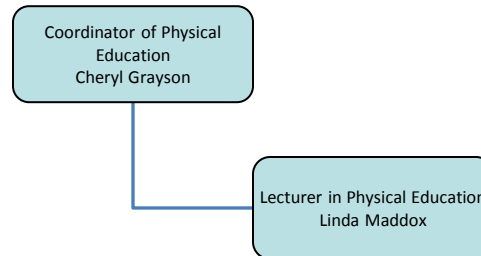 Coordinator of Physical
Education
Cheryl Grayson
Lecturer in Physical Education
Linda Maddox